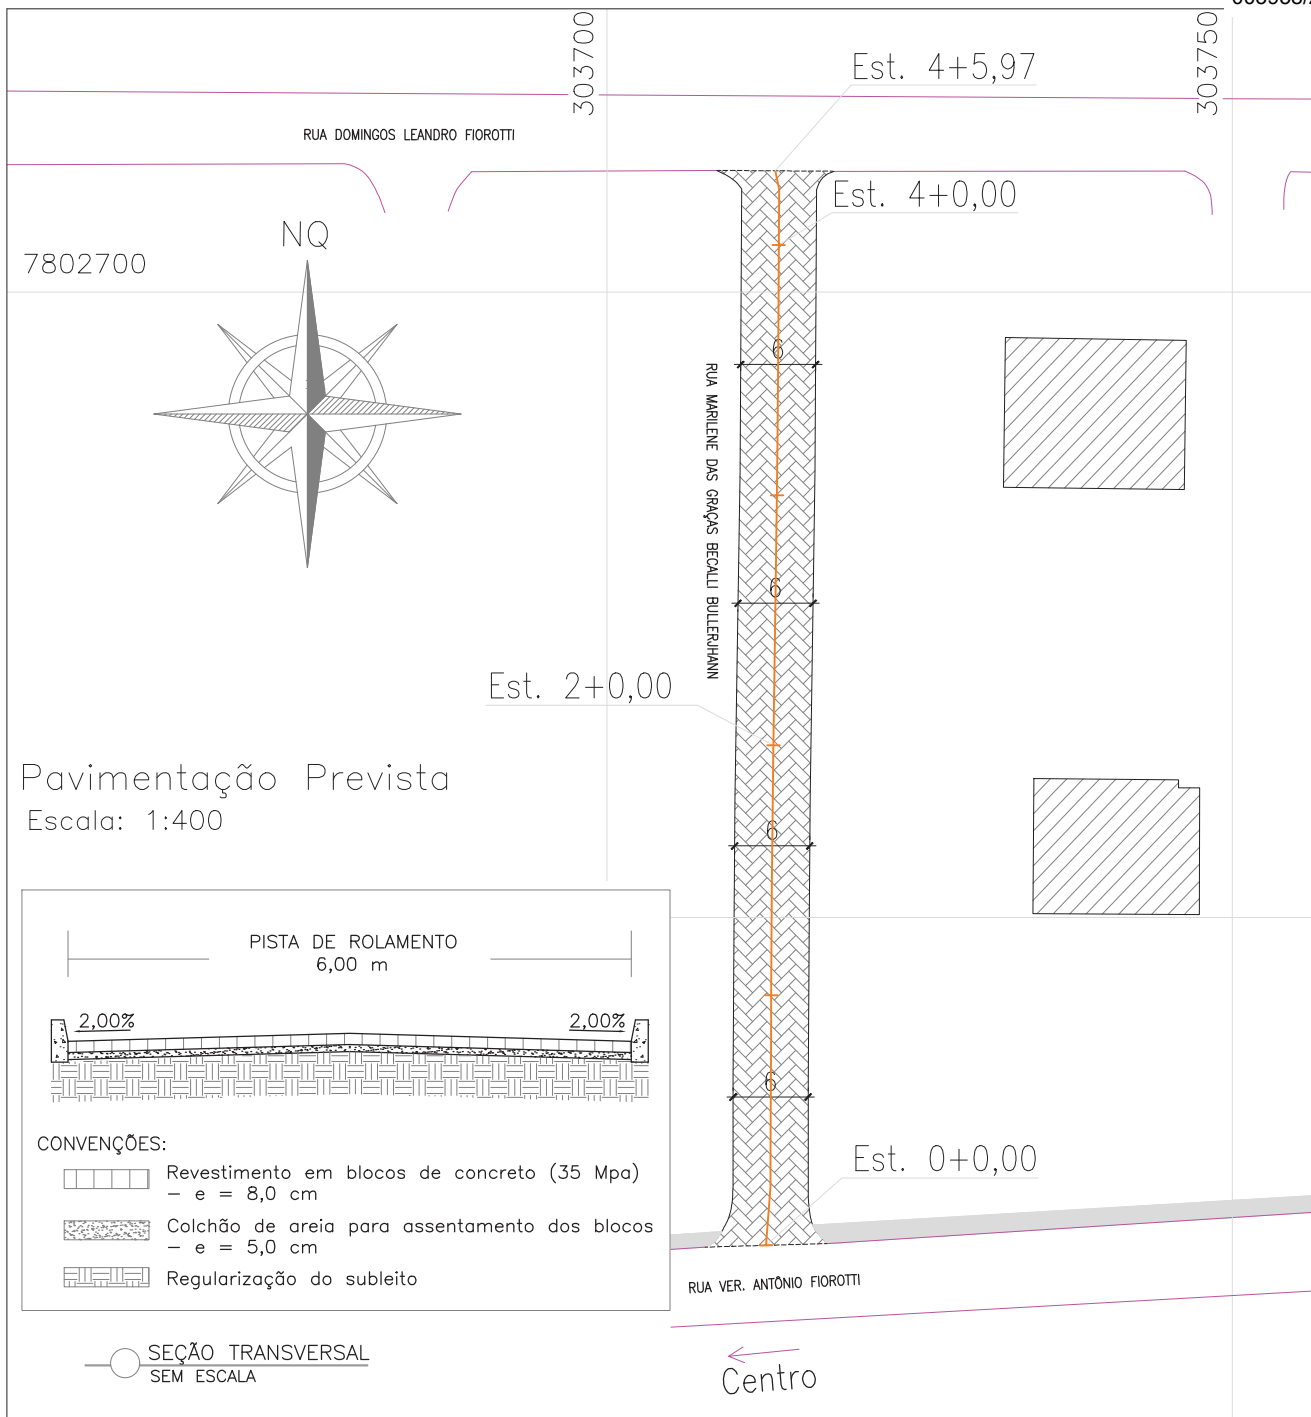 303700
303750
Est. 4+5,97
RUA DOMINGOS LEANDRO FIOROTTI
Est. 4+0,00
NQ
7802700
6
RUA MARILENE DAS GRAÇAS BECALLI BULLERJHANN
6
Est. 2+0,00
Pavimentação Prevista
Escala: 1:400
6
PISTA DE ROLAMENTO
6,00 m
2,00%
2,00%
6
CONVENÇÕES:
Revestimento em blocos de concreto (35 Mpa)
– e = 8,0 cm
Colchão de areia para assentamento dos blocos
– e = 5,0 cm
Regularização do subleito
Est. 0+0,00
RUA VER. ANTÔNIO FIOROTTI
SEÇÃO TRANSVERSAL
SEM ESCALA
Centro